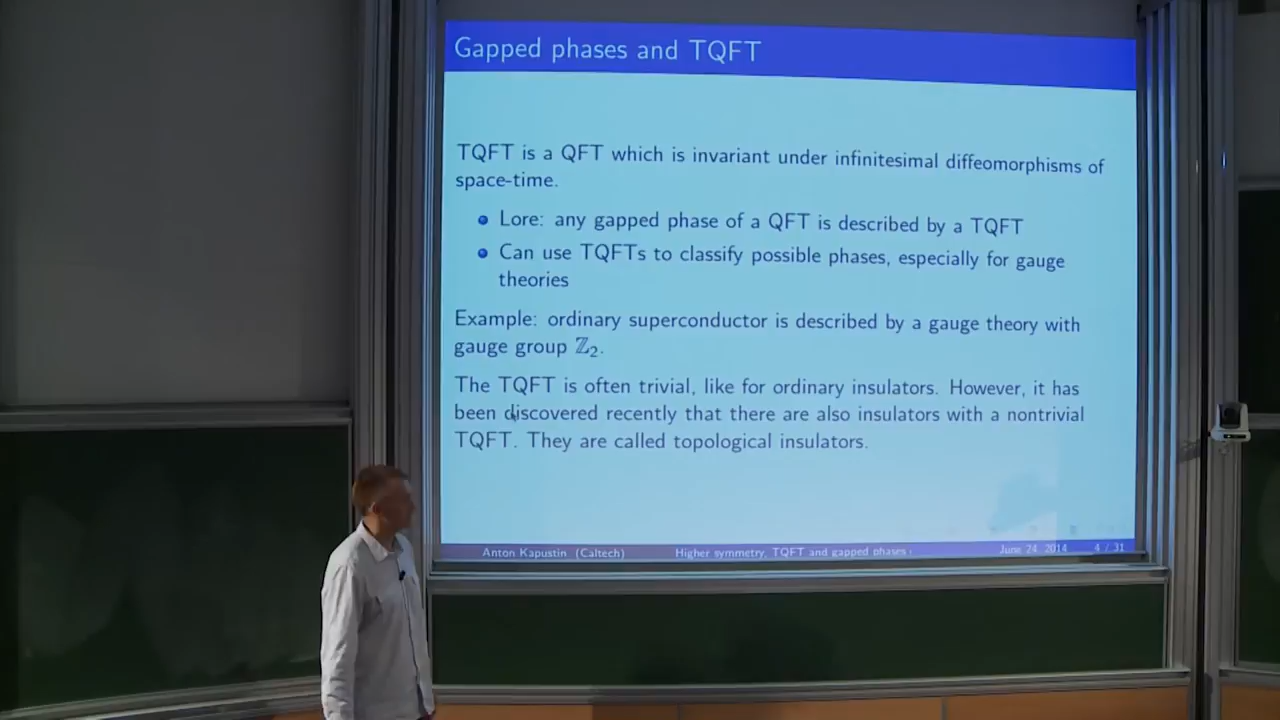 Gapped phases and TQFT
TQFT is a QFT which is invariant under infinitesimal diffeomorphisms of
space-time.
Lore: any gapped phase of a QFT is described by a TQFT
Can use TQFTs to classify possible phases, especially for gauge
theories
Example: ordinary superconductor is described by a gauge theory with
gauge group ℤ₂.
The TQFT is often trivial, like for ordinary insulators. However, it has
been discovered recently that there are also insulators with a nontrivial
TQFT. They are called topological insulators.
Anton Kapustin (Caltech) Higher symmetry, TQFT and gapped phases June 24, 2014 4 / 31